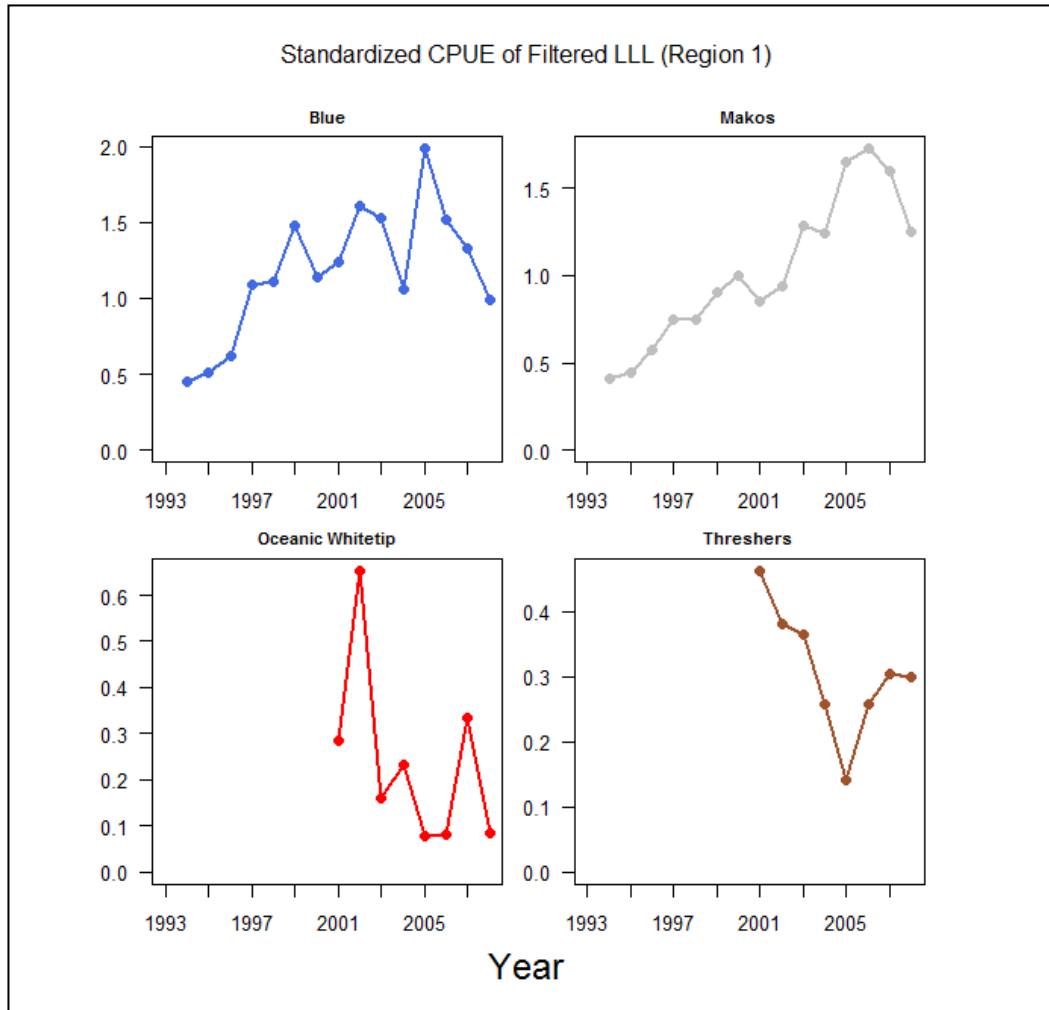 Standardized CPUE of Filtered LLL (Region 1)
Blue
2.0
1.5
1.0
0.5
0.0
1993 1997 2001 2005
Makos
1.5
1.0
0.5
0.0
1993 1997 2001 2005
Oceanic Whitetip
0.6
0.5
0.4
0.3
0.2
0.1
0.0
1993 1997 2001 2005
Threshers
0.4
0.3
0.2
0.1
0.0
1993 1997 2001 2005
Year